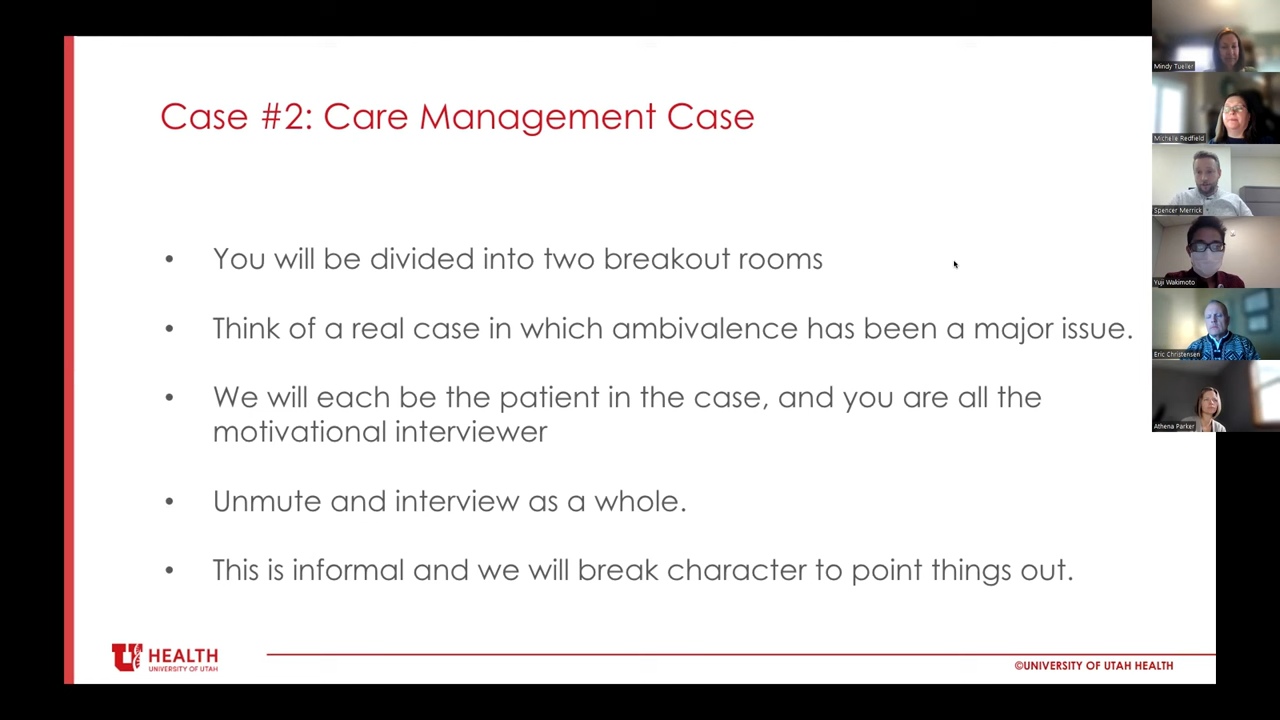 Case #2: Care Management Case
• You will be divided into two breakout rooms
• Think of a real case in which ambivalence has been a major issue.
• We will each be the patient in the case, and you are all the
motivational interviewer
• Unmute and interview as a whole.
• This is informal and we will break character to point things out.
U HEALTH
UNIVERSITY OF UTAH
©UNIVERSITY OF UTAH HEALTH
Mindy Tueller
Michelle Redfield
Spencer Merrick
Yuji Wakimoto
Eric Christensen
Athena Parker